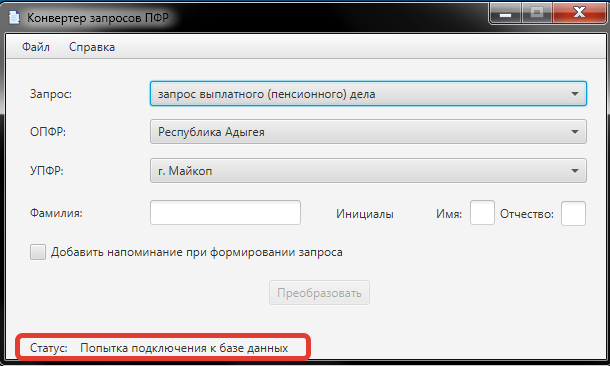 Конвертер запросов ПФР
Файл Справка
Запрос: запрос выплатного (пенсионного) дела
ОПФР: Республика Адыгея
УПФР: г. Майкоп
Фамилия: Инициалы Имя: Отчество:
Добавить напоминание при формировании запроса
Преобразовать
Статус: Попытка подключения к базе данных